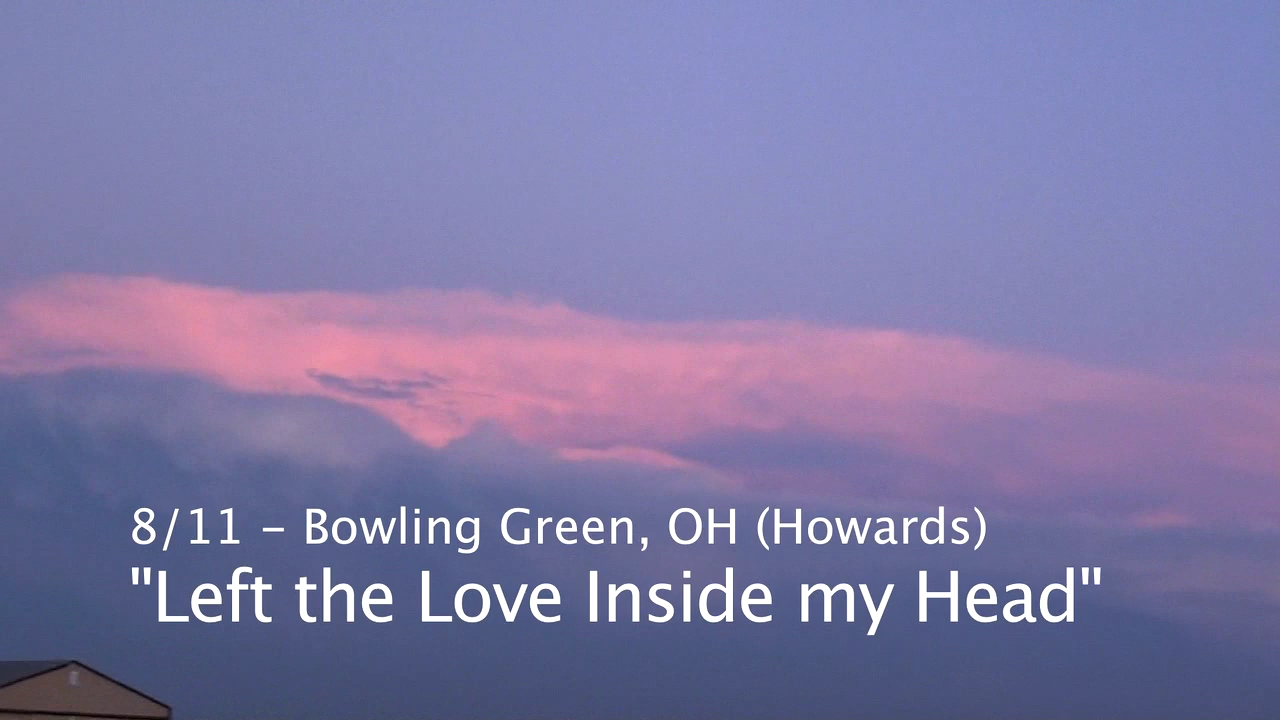 8/11 – Bowling Green, OH (Howards)
"Left the Love Inside my Head"